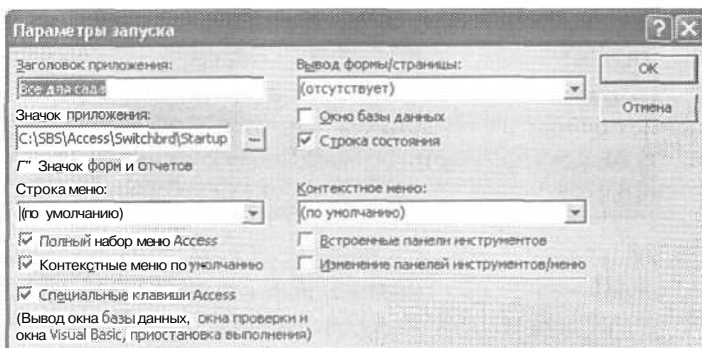 Параметры запуска
Заголовок приложения:
Все для сада
Значок приложения:
C:\SBS\Access\Switchbrd\Startup
...
Значок форм и отчетов
Строка меню:
(по умолчанию)
Полный набор меню Access
Контекстные меню по умолчанию
Специальные клавиши Access
(Вывод окна базы данных, окна проверки и
окна Visual Basic, приостановка выполнения)
Вывод формы/страницы:
(отсутствует)
Окно базы данных
Строка состояния
Контекстное меню:
(по умолчанию)
Встроенные панели инструментов
Изменение панелей инструментов/меню
OK
Отмена